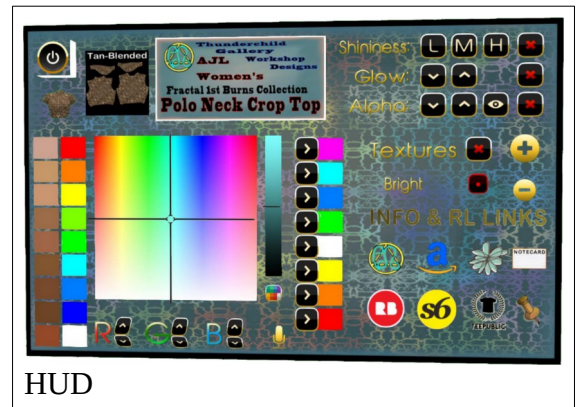 Tan-Blended
Thunderchild
Gallery
AJL Workshop
Designs
Women's
Fractal 1st Burns Collection
Polo Neck Crop Top
Shininess: L M H
Glow:
Alpha:
Textures
Bright
INFO & RL LINKS
a
NOTECARD
RB
s6
TEEPUBLIC
R G B
HUD